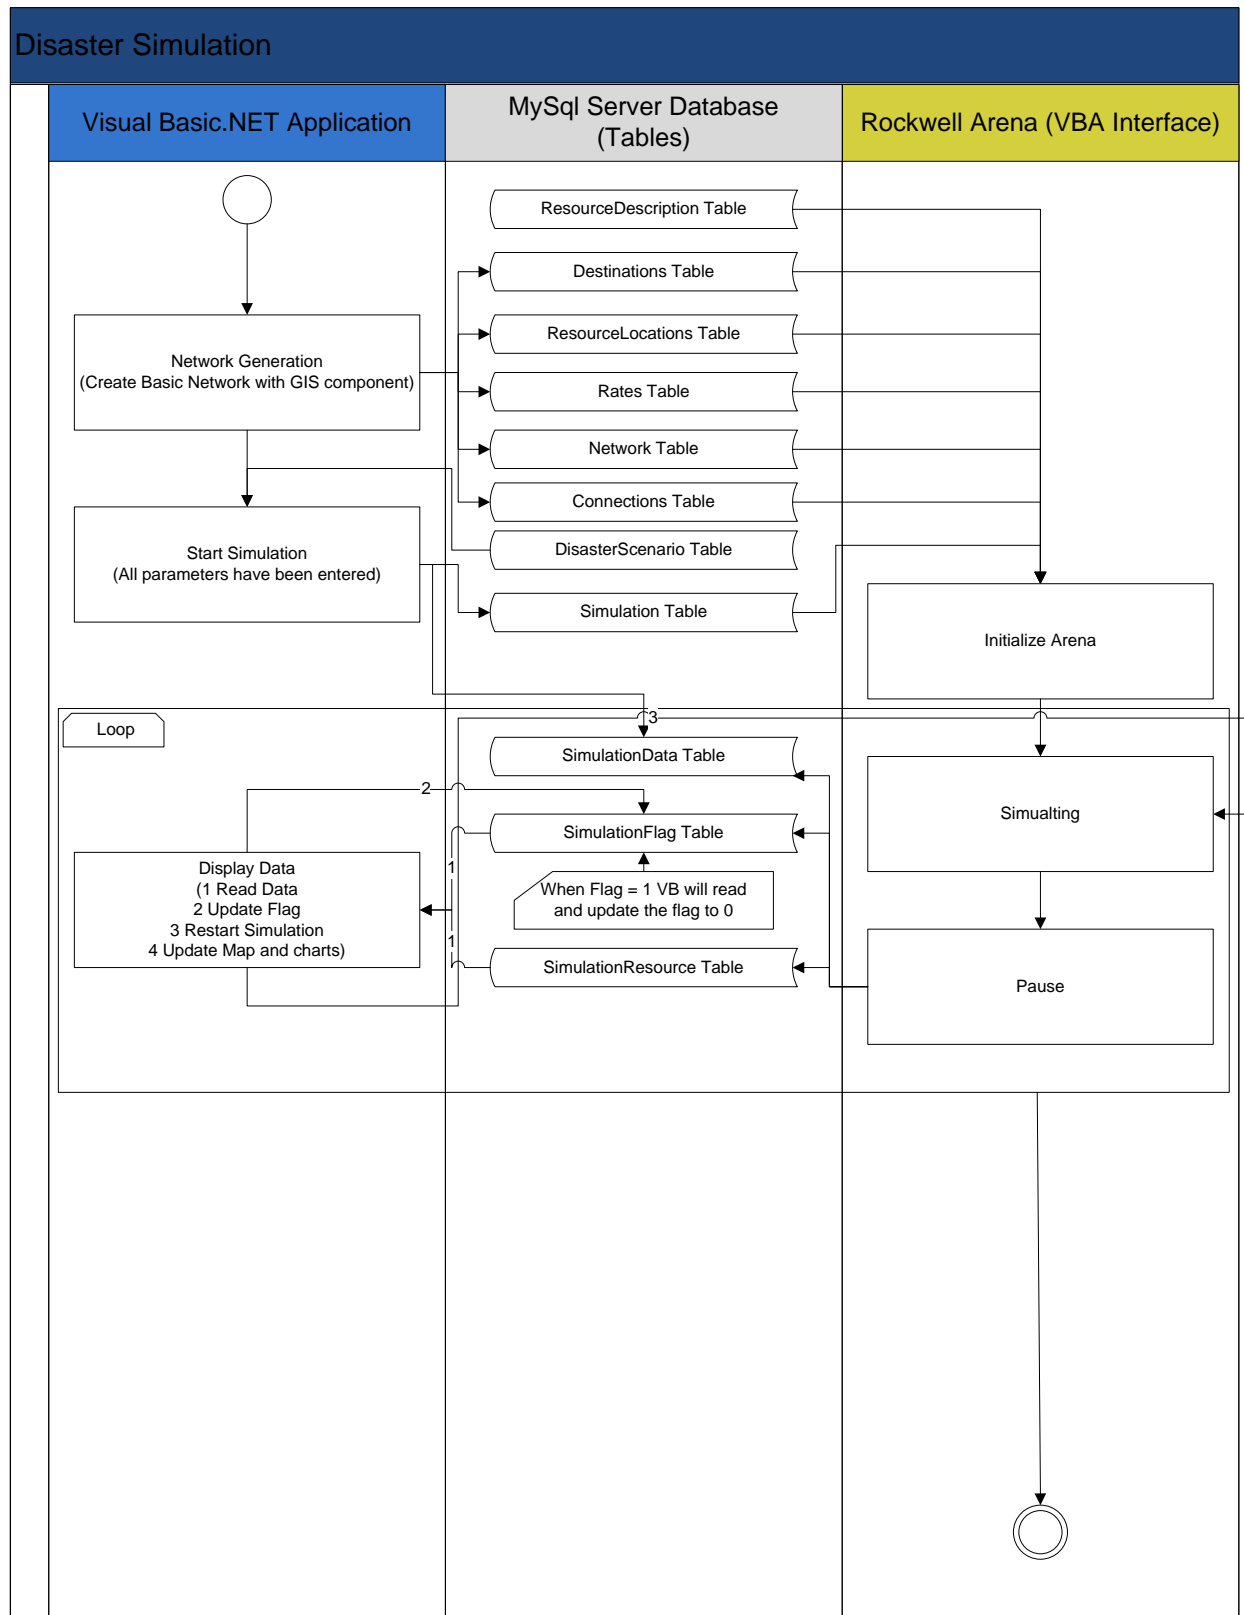 Disaster Simulation
Visual Basic.NET Application
MySql Server Database
(Tables)
Rockwell Arena (VBA Interface)
ResourceDescription Table
Destinations Table
ResourceLocations Table
Network Generation
(Create Basic Network with GIS component)
Rates Table
Network Table
Connections Table
DisasterScenario Table
Start Simulation
(All parameters have been entered)
Simulation Table
Initialize Arena
Loop
3
SimulationData Table
2
SimulationFlag Table
Simualting
1
Display Data
(1 Read Data
2 Update Flag
3 Restart Simulation
4 Update Map and charts)
When Flag = 1 VB will read
and update the flag to 0
1
SimulationResource Table
Pause